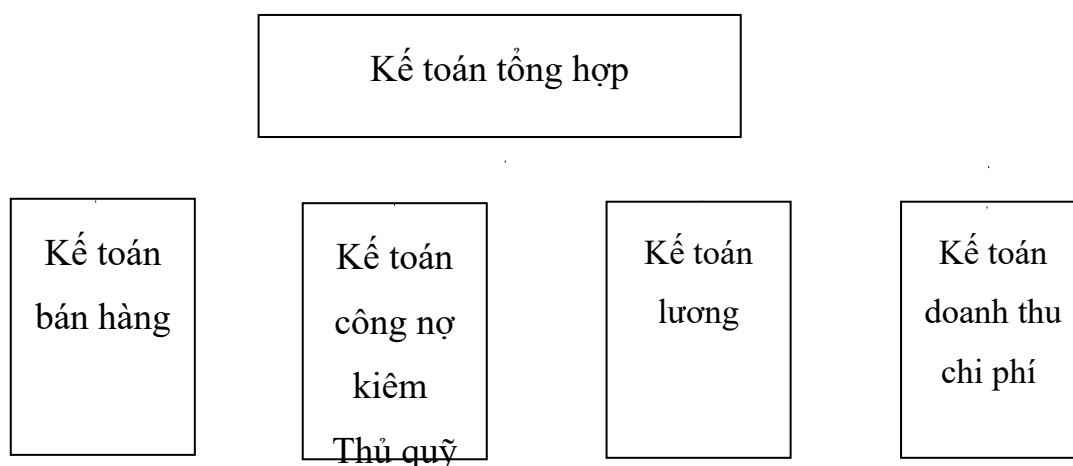 Kế toán tổng hợp
Kế toán
bán hàng
Kế toán
công nợ
kiêm
Thủ quỹ
Kế toán
lương
Kế toán
doanh thu
chi phí